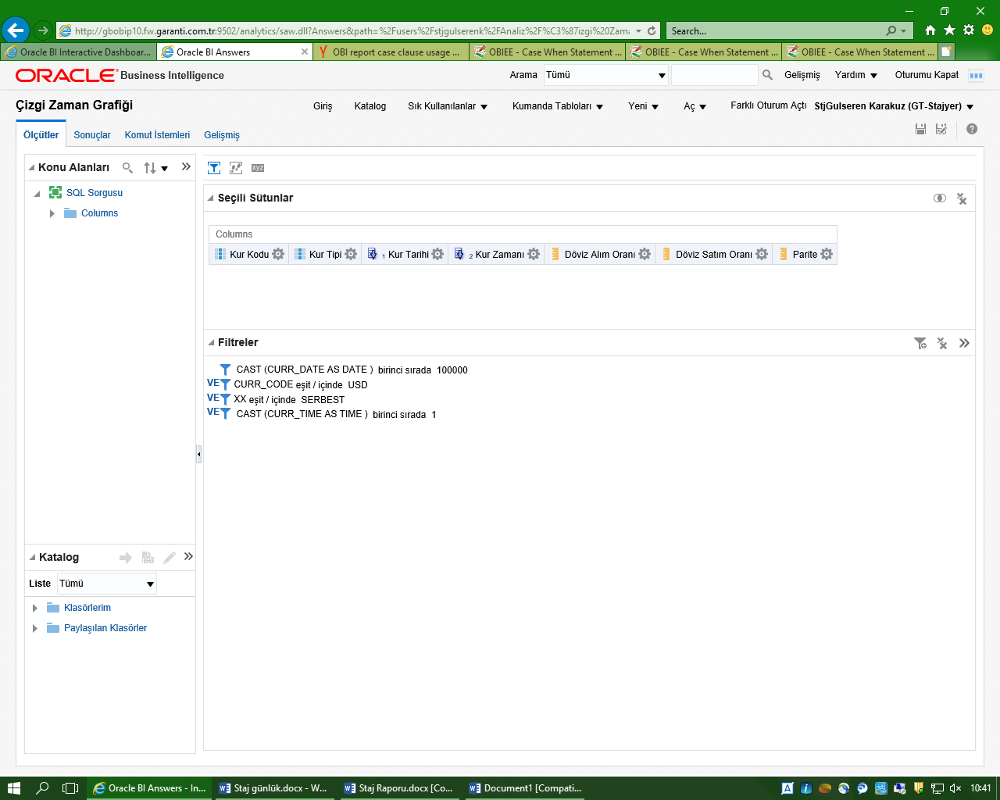 http://gbobip10.fw.garanti.com.tr:9502/analytics/saw.dll?Answers&path=%2Fusers%2Fstjgulserenk%2FAnaliz%2F%C3%87izgi%20Zama
Search...
Oracle BI Interactive Dashboar...
Oracle BI Answers
OBI report case clause usage ...
OBIEE - Case When Statement ...
OBIEE - Case When Statement ...
OBIEE - Case When Statement ...
ORACLE Business Intelligence
Arama Tümü Gelişmiş Yardım Oturumu Kapat
Çizgi Zaman Grafiği
Giriş Katalog Sık Kullanılanlar Kumanda Tabloları Yeni Aç Farklı Oturum Açtı StjGulseren Karakuz (GT-Stajyer)
Ölçütler Sonuçlar Komut İstemleri Gelişmiş
Konu Alanları
SQL Sorgusu
Columns
xyz
Seçili Sütunlar
Columns
Kur Kodu Kur Tipi 1 Kur Tarihi 2 Kur Zamanı Döviz Alım Oranı Döviz Satım Oranı Parite
Filtreler
CAST (CURR_DATE AS DATE ) birinci sırada 100000
VE CURR_CODE eşit / içinde USD
VE XX eşit / içinde SERBEST
VE CAST (CURR_TIME AS TIME ) birinci sırada 1
Katalog
Liste Tümü
Klasörlerim
Paylaşılan Klasörler
Oracle BI Answers - In...
Staj günlük.docx - W...
Staj Raporu.docx [Co...
Document1 [Compati...
10:41